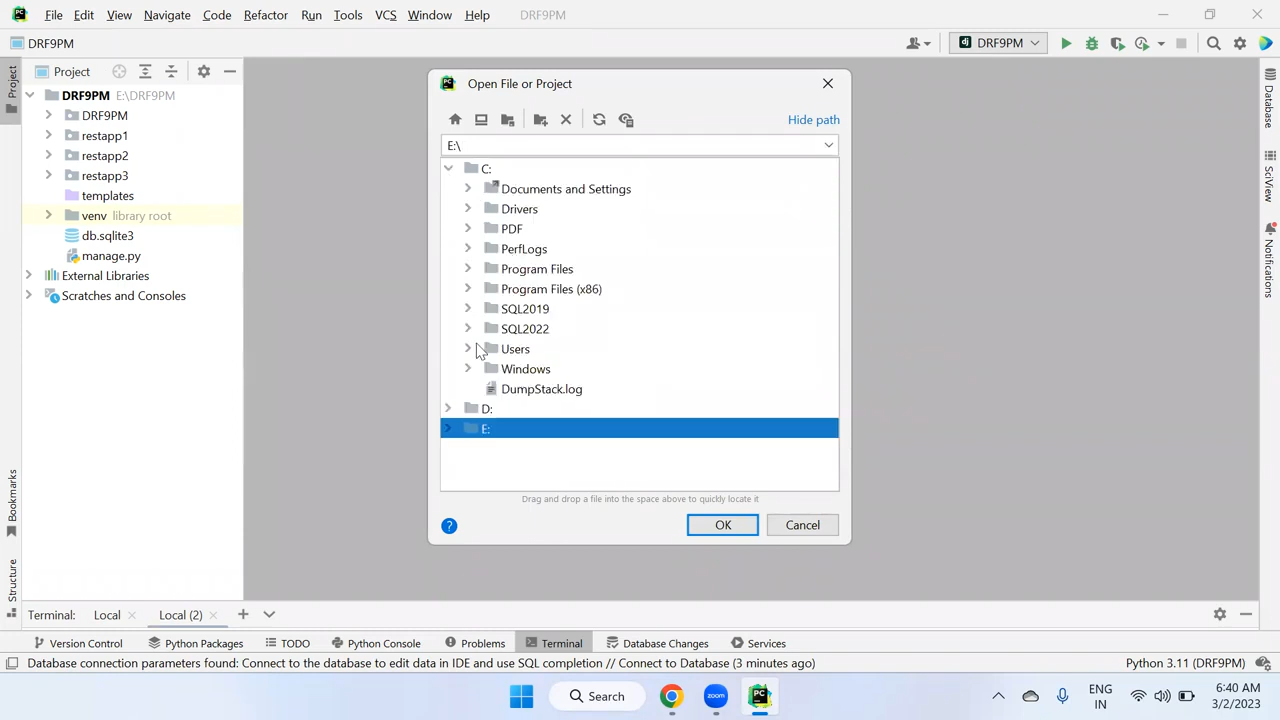 File Edit View Navigate Code Refactor Run Tools VCS Window Help DRF9PM
DRF9PM
DRF9PM
Project
Project
DRF9PM E:\DRF9PM
DRF9PM
restapp1
restapp2
restapp3
templates
venv library root
db.sqlite3
manage.py
External Libraries
Scratches and Consoles
Bookmarks
Structure
Open File or Project
Hide path
E:\
C:
Documents and Settings
Drivers
PDF
PerfLogs
Program Files
Program Files (x86)
SQL2019
SQL2022
Users
Windows
DumpStack.log
D:
E:
Drag and drop a file into the space above to quickly locate it
?
OK
Cancel
Database
SciView
Notifications
Terminal: Local Local (2)
Version Control Python Packages TODO Python Console Problems Terminal Database Changes Services
Database connection parameters found: Connect to the database to edit data in IDE and use SQL completion // Connect to Database (3 minutes ago) Python 3.11 (DRF9PM)
Search
zoom
ENG
IN
6:40 AM
3/2/2023